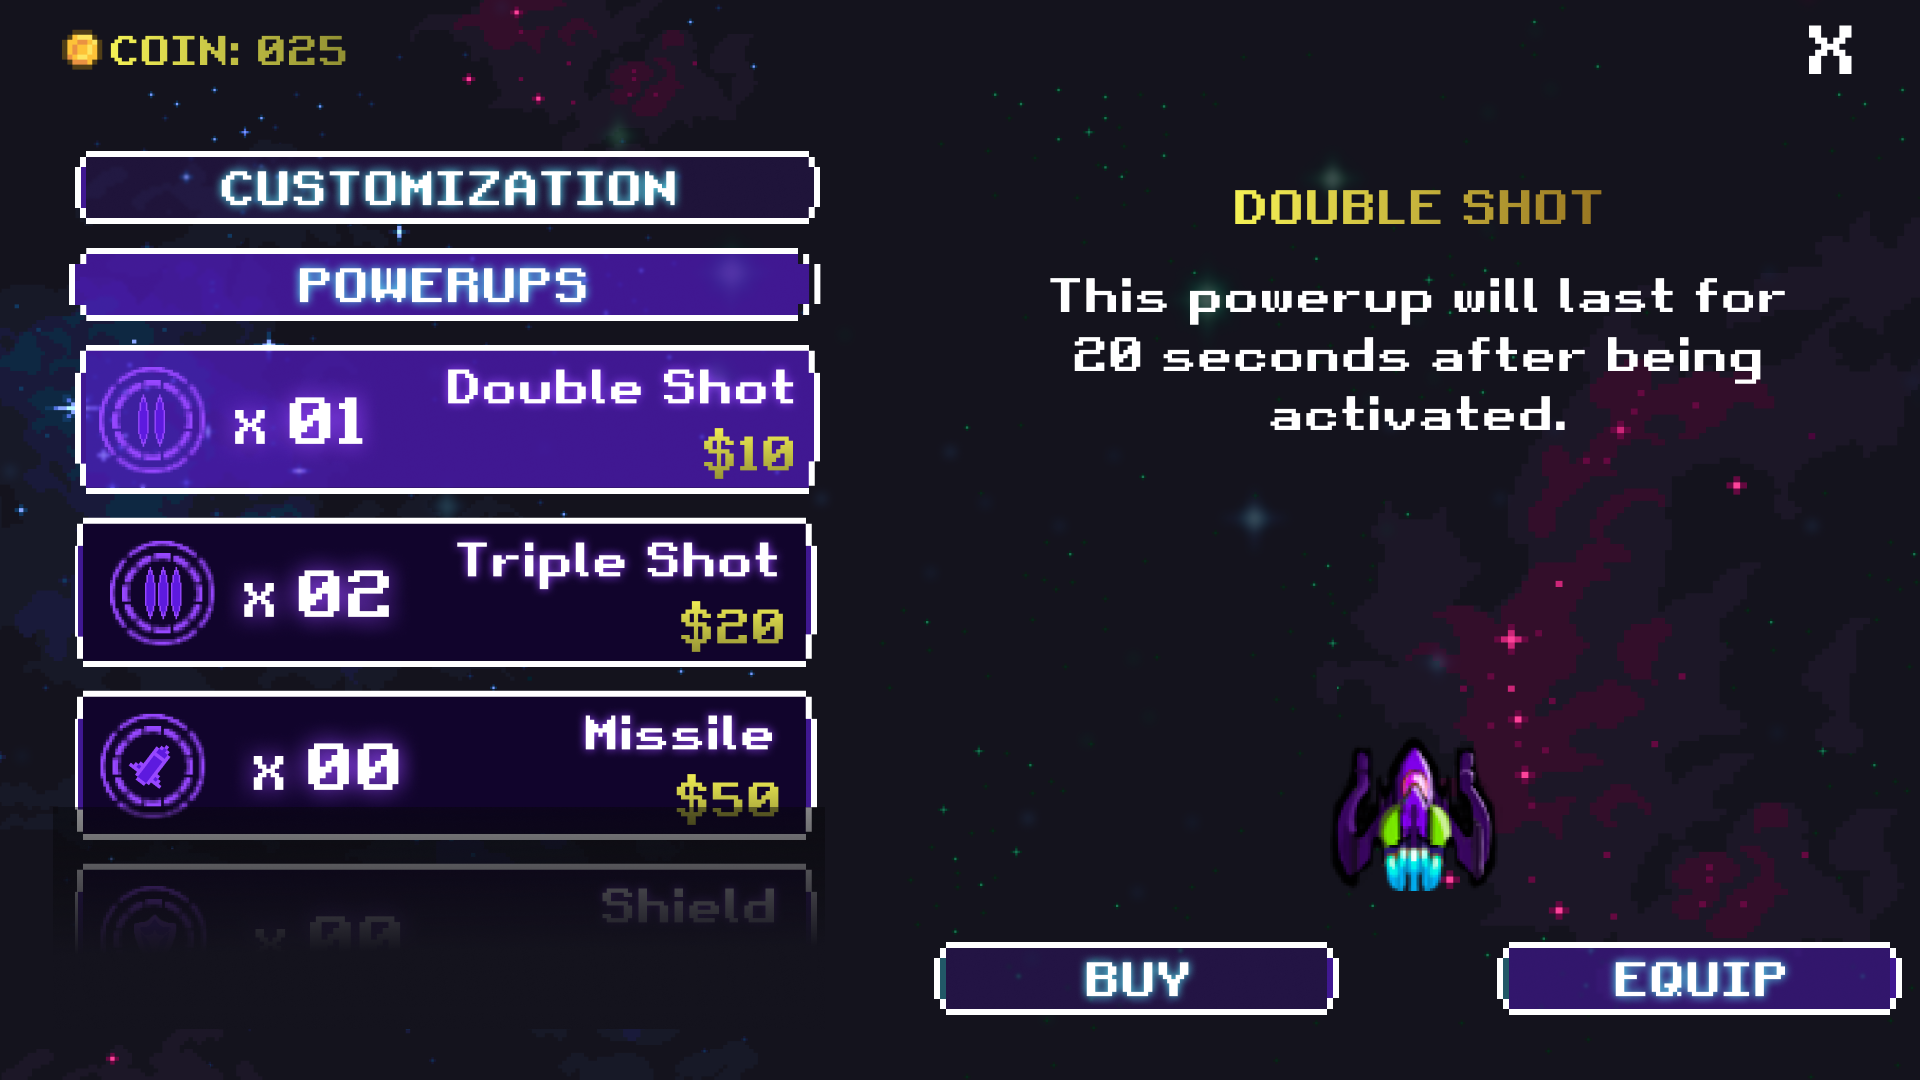 COIN: 025
X
CUSTOMIZATION
POWERUPS
x 01
Double Shot
$10
x 02
Triple Shot
$20
x 00
Missile
$50
x 00
Shield
DOUBLE SHOT
This powerup will last for
20 seconds after being
activated.
BUY
EQUIP